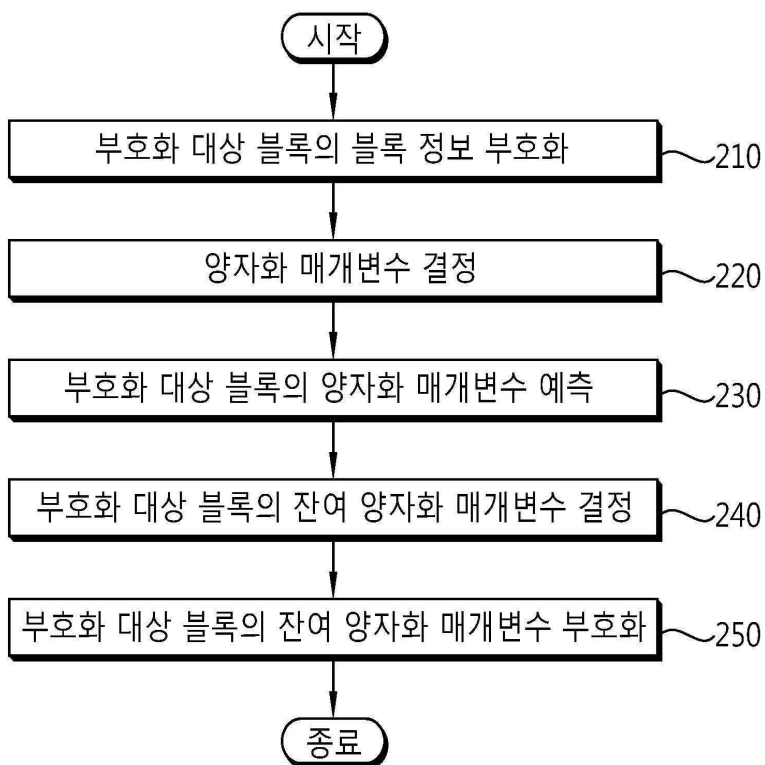 시작
부호화 대상 블록의 블록 정보 부호화
210
양자화 매개변수 결정
220
부호화 대상 블록의 양자화 매개변수 예측
230
부호화 대상 블록의 잔여 양자화 매개변수 결정
240
부호화 대상 블록의 잔여 양자화 매개변수 부호화
250
종료